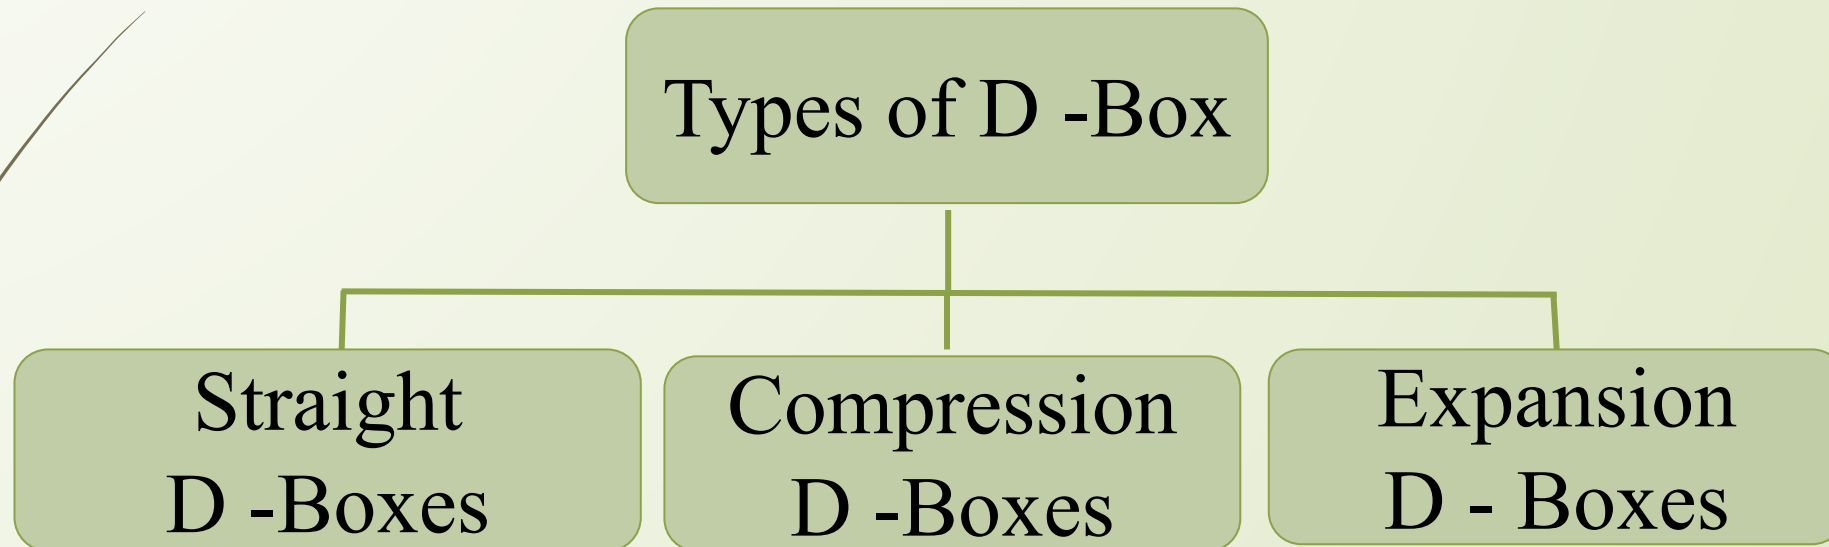 Types of D -Box
Straight
D -Boxes
Compression
D -Boxes
Expansion
D - Boxes